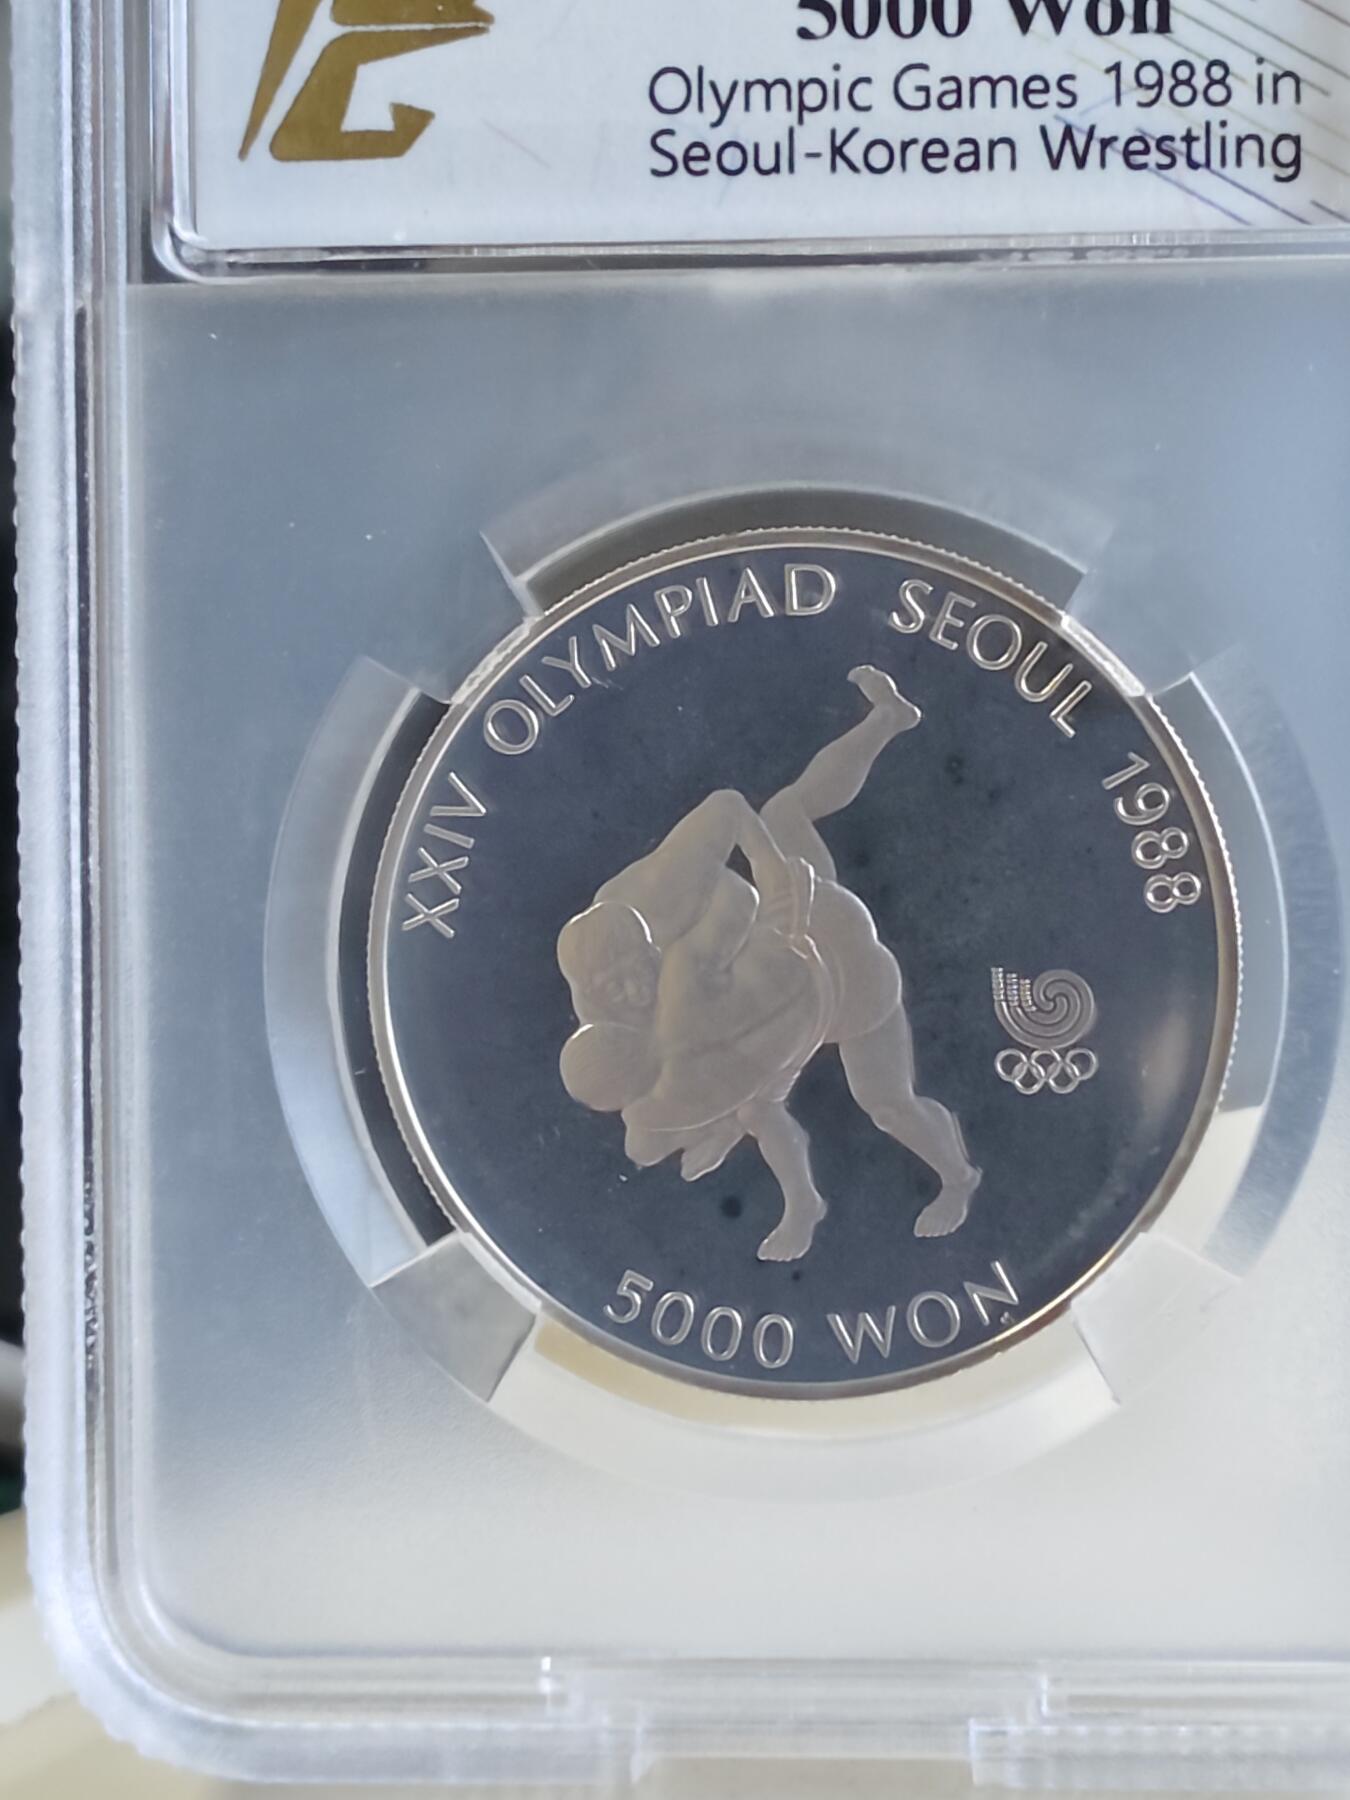 5000 Won
Olympic Games 1988 in
Seoul-Korean Wrestling
XXIV OLYMPIAD SEOUL 1988
5000 WON